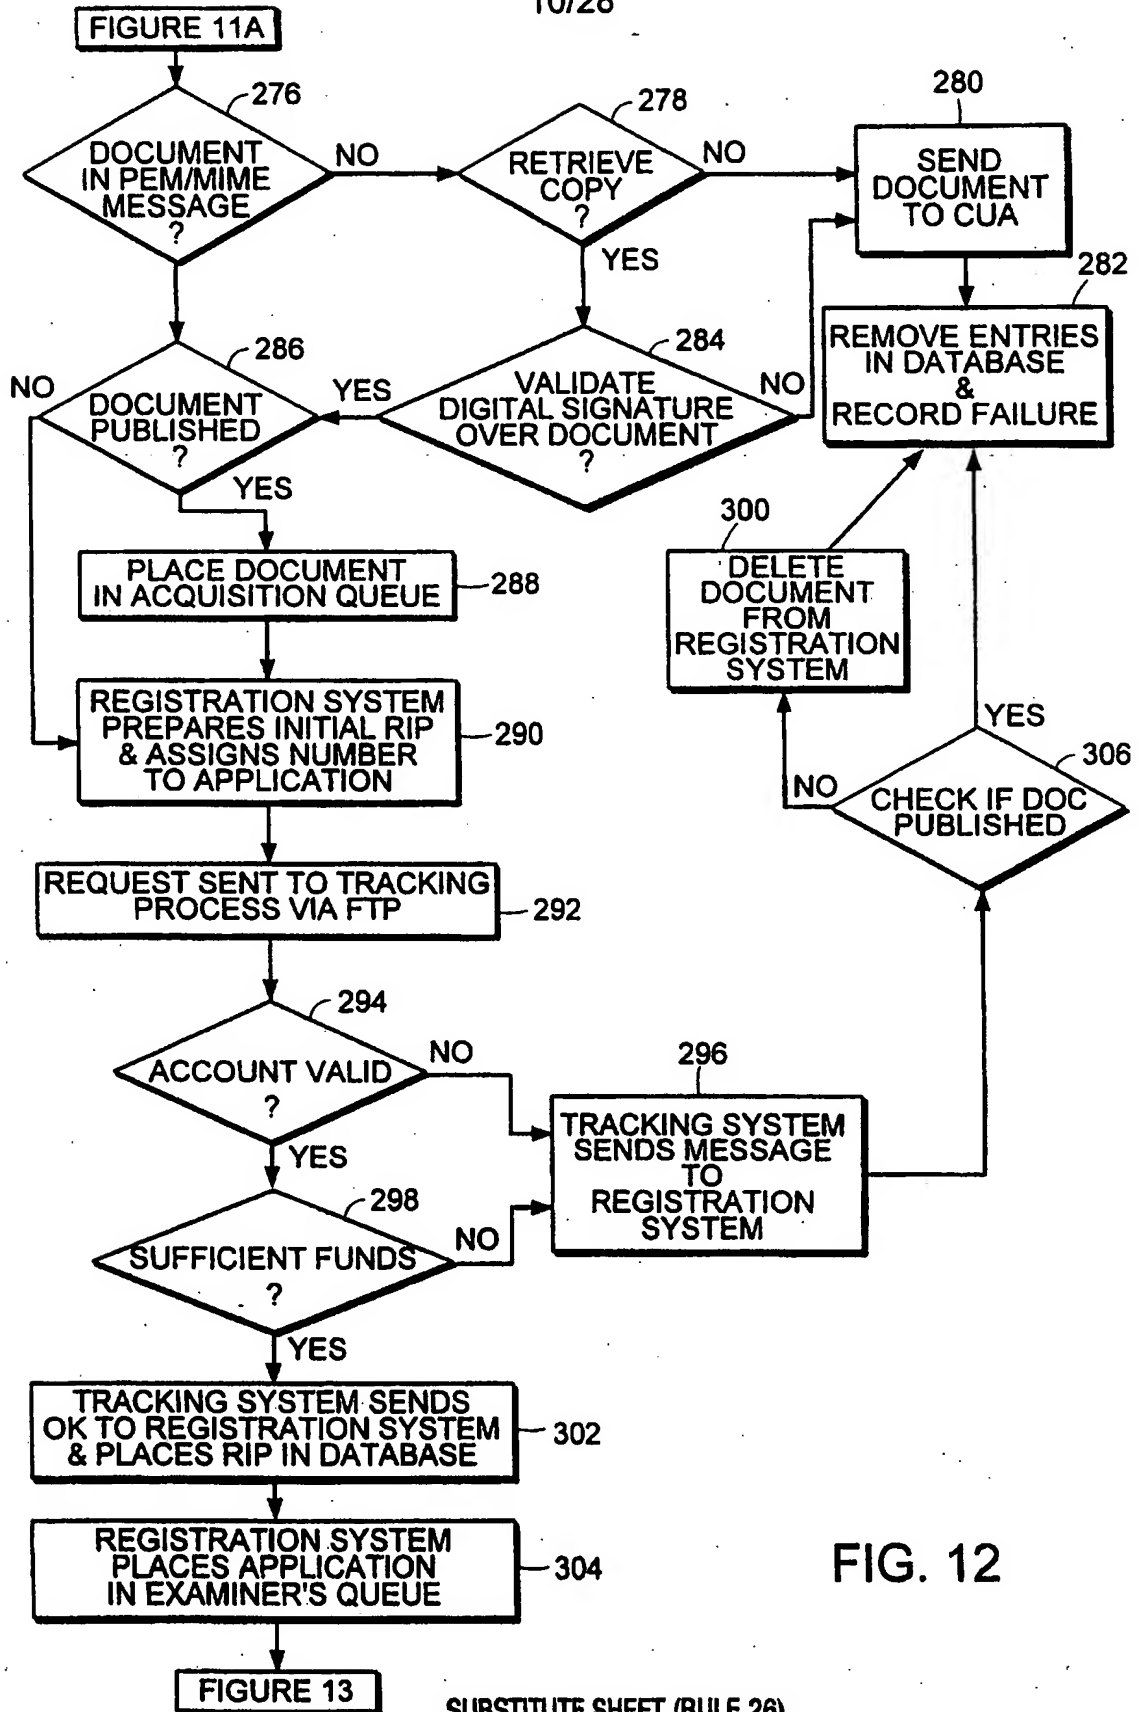 10/28
FIGURE 11A
276
DOCUMENT
IN PEM/MIME
MESSAGE
?
NO
278
RETRIEVE
COPY
?
NO
YES
280
SEND
DOCUMENT
TO CUA
282
REMOVE ENTRIES
IN DATABASE
&
RECORD FAILURE
286
NO
DOCUMENT
PUBLISHED
?
YES
YES
284
VALIDATE
DIGITAL SIGNATURE
OVER DOCUMENT
?
NO
PLACE DOCUMENT
IN ACQUISITION QUEUE
288
300
DELETE
DOCUMENT
FROM
REGISTRATION
SYSTEM
REGISTRATION SYSTEM
PREPARES INITIAL RIP
& ASSIGNS NUMBER
TO APPLICATION
290
YES
306
NO
CHECK IF DOC
PUBLISHED
REQUEST SENT TO TRACKING
PROCESS VIA FTP
292
294
ACCOUNT VALID
?
NO
YES
296
TRACKING SYSTEM
SENDS MESSAGE
TO
REGISTRATION
SYSTEM
298
SUFFICIENT FUNDS
?
NO
YES
TRACKING SYSTEM SENDS
OK TO REGISTRATION SYSTEM
& PLACES RIP IN DATABASE
302
REGISTRATION SYSTEM
PLACES APPLICATION
IN EXAMINER'S QUEUE
304
FIG. 12
FIGURE 13
SUBSTITUTE SHEET (RULE 26)